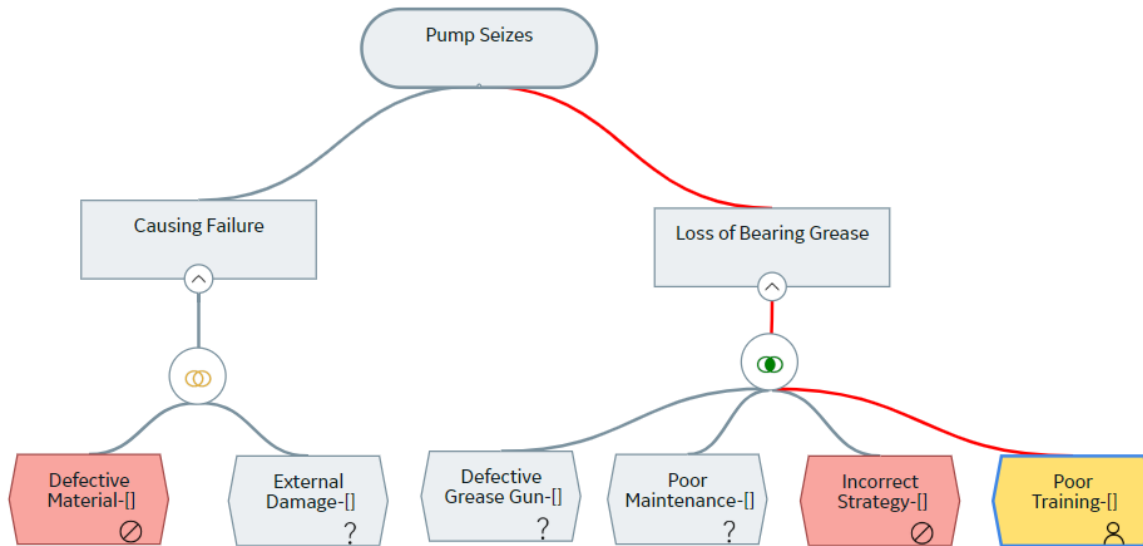 Pump Seizes
Causing Failure
Loss of Bearing Grease
Defective
Material-[]
External
Damage-[]
?
Defective
Grease Gun-[]
?
Poor
Maintenance-[]
?
Incorrect
Strategy-[]
Poor
Training-[]